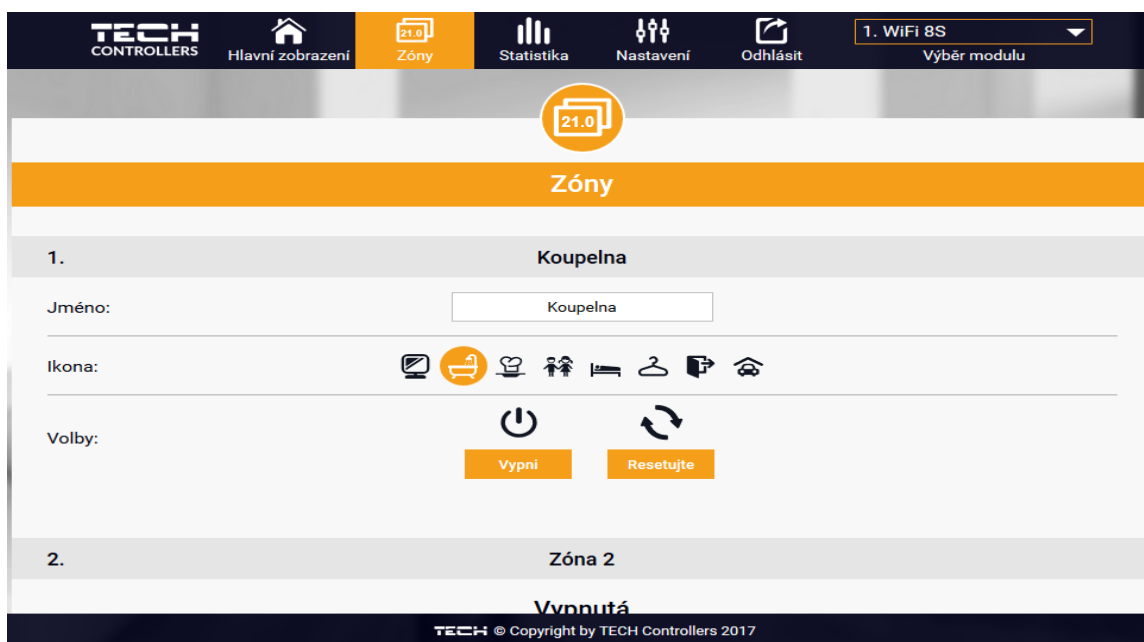 TECH
CONTROLLERS
Hlavní zobrazení
21.0
Zóny
Statistika
Nastavení
Odhlásit
1. WiFi 8S
Výběr modulu
21.0
Zóny
1. Koupelna
Jméno: Koupelna
Ikona:
Volby:
Vypni Resetujte
2. Zóna 2
Vypnutá
TECH © Copyright by TECH Controllers 2017